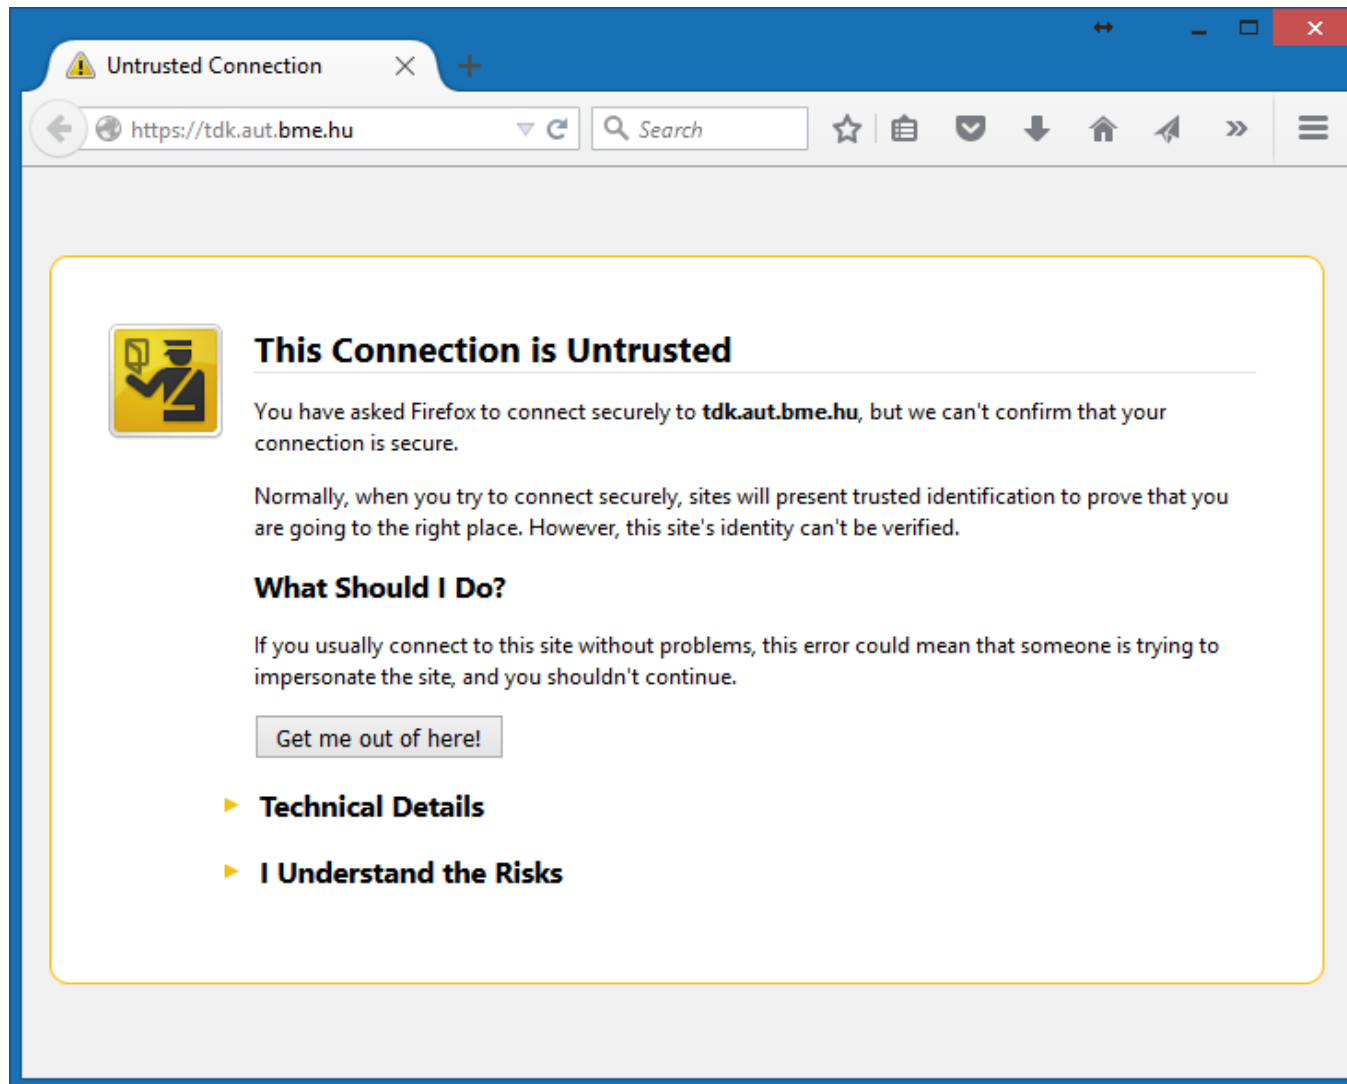 Untrusted Connection
https://tdk.aut.bme.hu
Search
This Connection is Untrusted
You have asked Firefox to connect securely to tdk.aut.bme.hu, but we can't confirm that your
connection is secure.
Normally, when you try to connect securely, sites will present trusted identification to prove that you
are going to the right place. However, this site's identity can't be verified.
What Should I Do?
If you usually connect to this site without problems, this error could mean that someone is trying to
impersonate the site, and you shouldn't continue.
Get me out of here!
Technical Details
I Understand the Risks